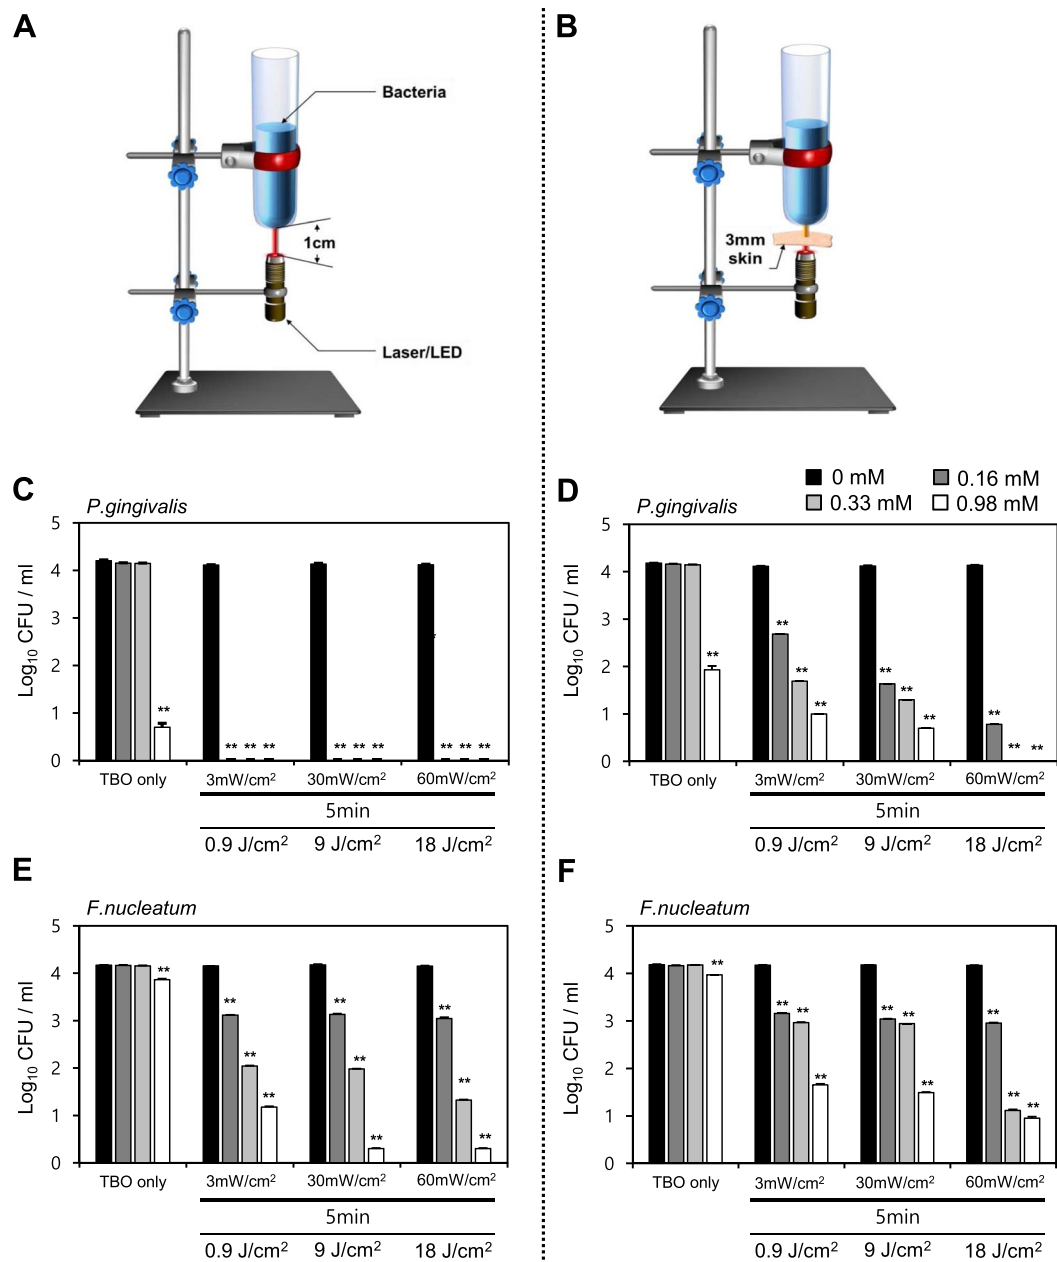 A
Bacteria
1cm
Laser/LED
B
3mm
skin
C
P.gingivalis
Log10 CFU / ml
5
4
3
2
1
0
** ** ** ** ** ** ** ** ** **
TBO only 3mW/cm2 30mW/cm2 60mW/cm2
5min
0.9 J/cm2 9 J/cm2 18 J/cm2
D
0 mM 0.16 mM
0.33 mM 0.98 mM
P.gingivalis
Log10 CFU / ml
5
4
3
2
1
0
** ** ** ** ** ** ** ** ** **
TBO only 3mW/cm2 30mW/cm2 60mW/cm2
5min
0.9 J/cm2 9 J/cm2 18 J/cm2
E
F.nucleatum
Log10 CFU / ml
5
4
3
2
1
0
** ** ** ** ** ** ** ** ** **
TBO only 3mW/cm2 30mW/cm2 60mW/cm2
5min
0.9 J/cm2 9 J/cm2 18 J/cm2
F
F.nucleatum
Log10 CFU / ml
5
4
3
2
1
0
** ** ** ** ** ** ** ** ** **
TBO only 3mW/cm2 30mW/cm2 60mW/cm2
5min
0.9 J/cm2 9 J/cm2 18 J/cm2